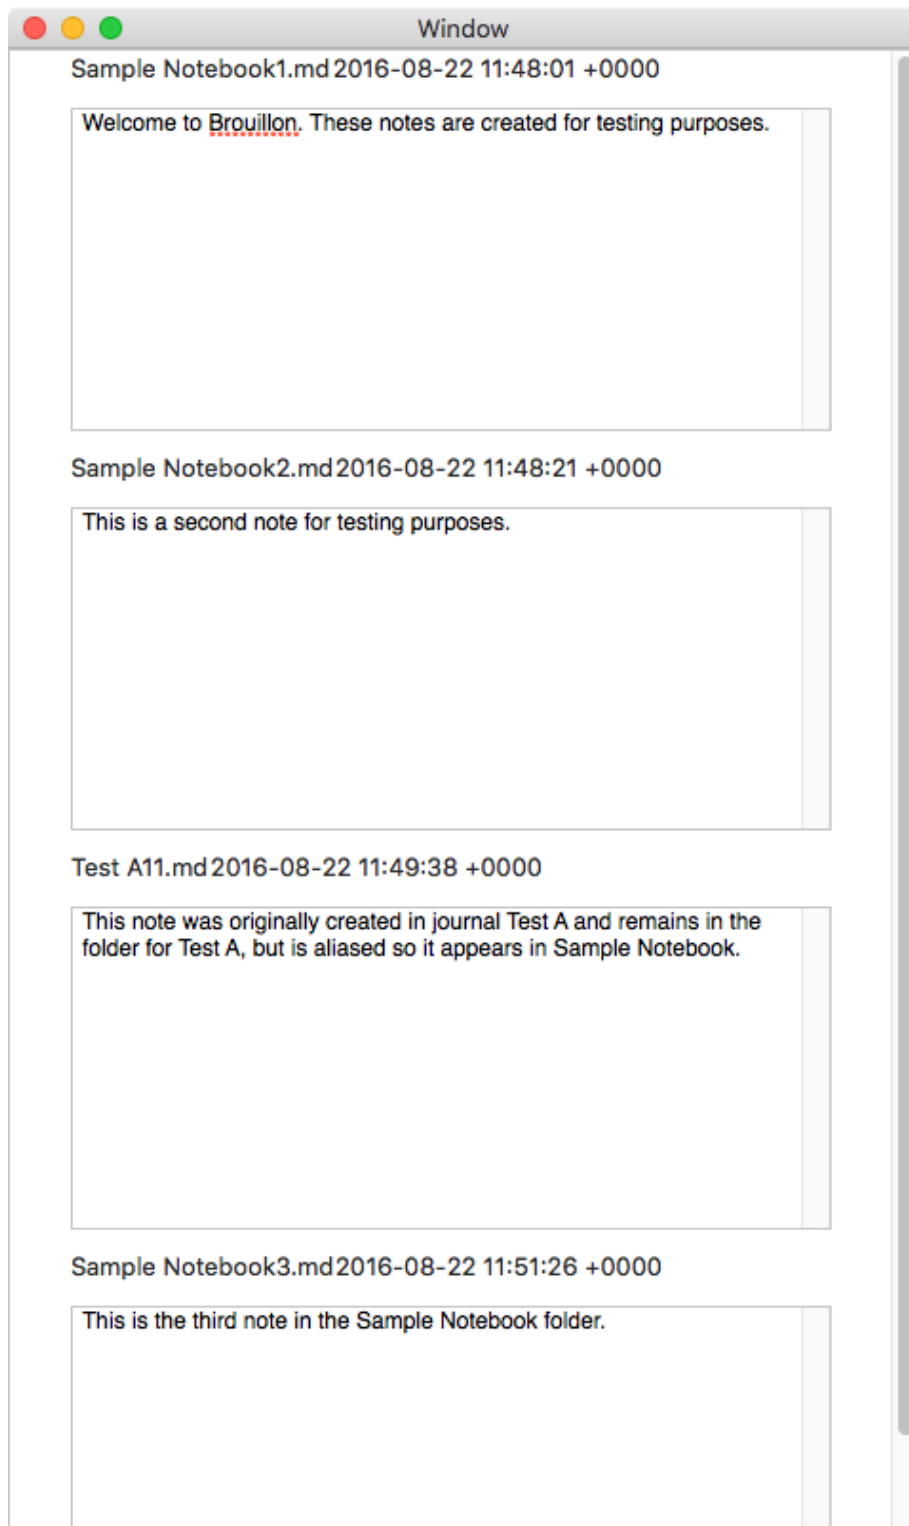 Window
Sample Notebook1.md 2016-08-22 11:48:01 +0000
Welcome to Brouillon. These notes are created for testing purposes.
Sample Notebook2.md 2016-08-22 11:48:21 +0000
This is a second note for testing purposes.
Test A11.md 2016-08-22 11:49:38 +0000
This note was originally created in journal Test A and remains in the
folder for Test A, but is aliased so it appears in Sample Notebook.
Sample Notebook3.md 2016-08-22 11:51:26 +0000
This is the third note in the Sample Notebook folder.